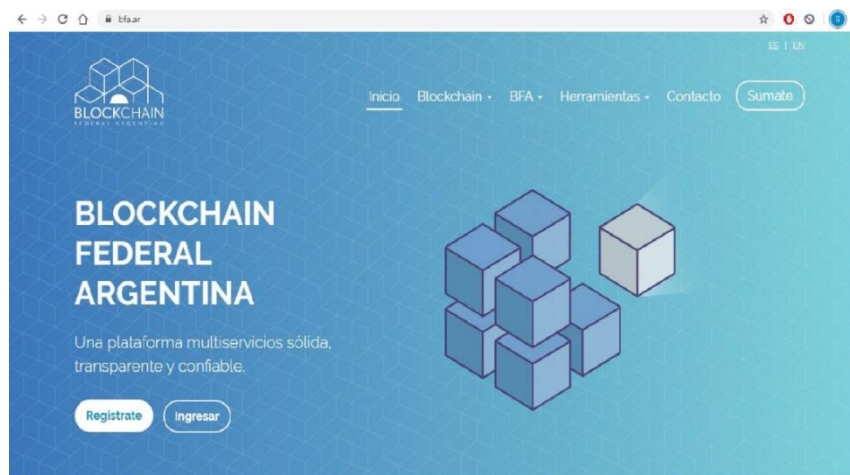 bfa.ar
ES | EN
BLOCKCHAIN
FEDERAL ARGENTINA
Inicio Blockchain BFA Herramientas Contacto Sumate
BLOCKCHAIN
FEDERAL
ARGENTINA
Una plataforma multiservicios sólida,
transparente y confiable.
Registrate Ingresar